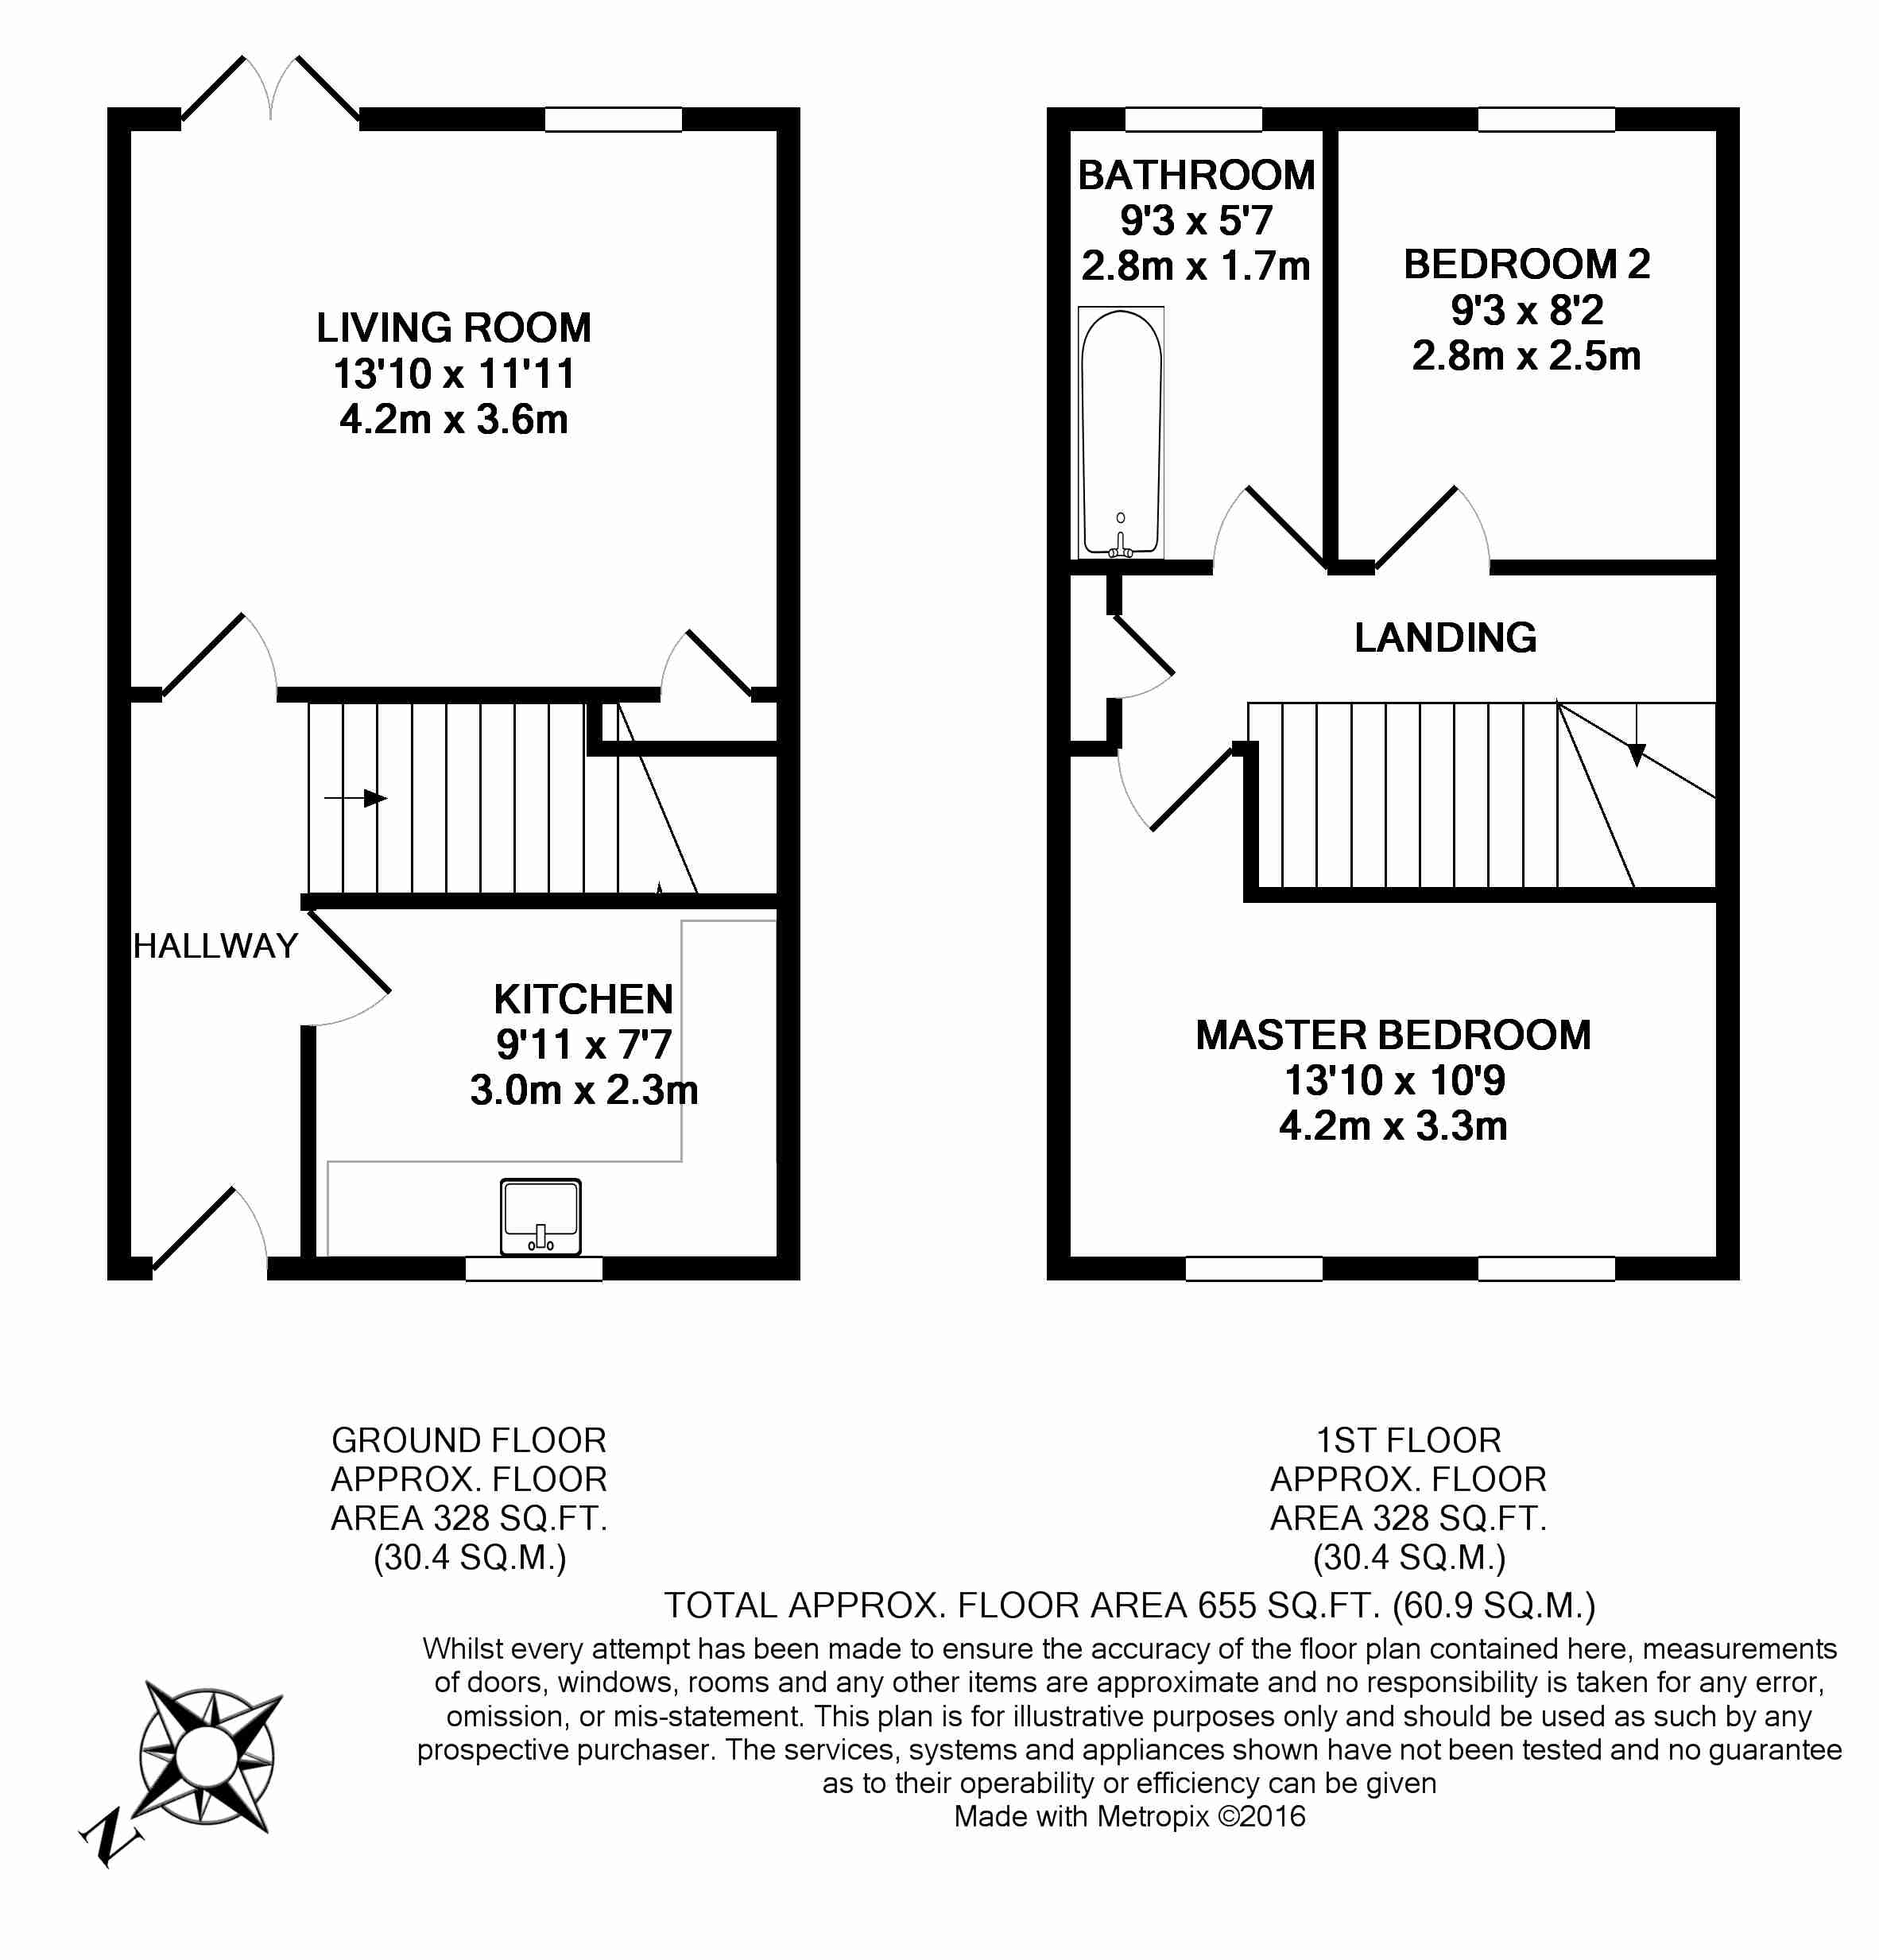 LIVING ROOM
13'10 x 11'11
4.2m x 3.6m
HALLWAY
KITCHEN
9'11 x 7'7
3.0m x 2.3m
BATHROOM
9'3 x 5'7
2.8m x 1.7m
BEDROOM 2
9'3 x 8'2
2.8m x 2.5m
LANDING
MASTER BEDROOM
13'10 x 10'9
4.2m x 3.3m
GROUND FLOOR
APPROX. FLOOR
AREA 328 SQ.FT.
(30.4 SQ.M.)
1ST FLOOR
APPROX. FLOOR
AREA 328 SQ.FT.
(30.4 SQ.M.)
TOTAL APPROX. FLOOR AREA 655 SQ.FT. (60.9 SQ.M.)
Whilst every attempt has been made to ensure the accuracy of the floor plan contained here, measurements
of doors, windows, rooms and any other items are approximate and no responsibility is taken for any error,
omission, or mis-statement. This plan is for illustrative purposes only and should be used as such by any
prospective purchaser. The services, systems and appliances shown have not been tested and no guarantee
as to their operability or efficiency can be given
Made with Metropix ©2016
N